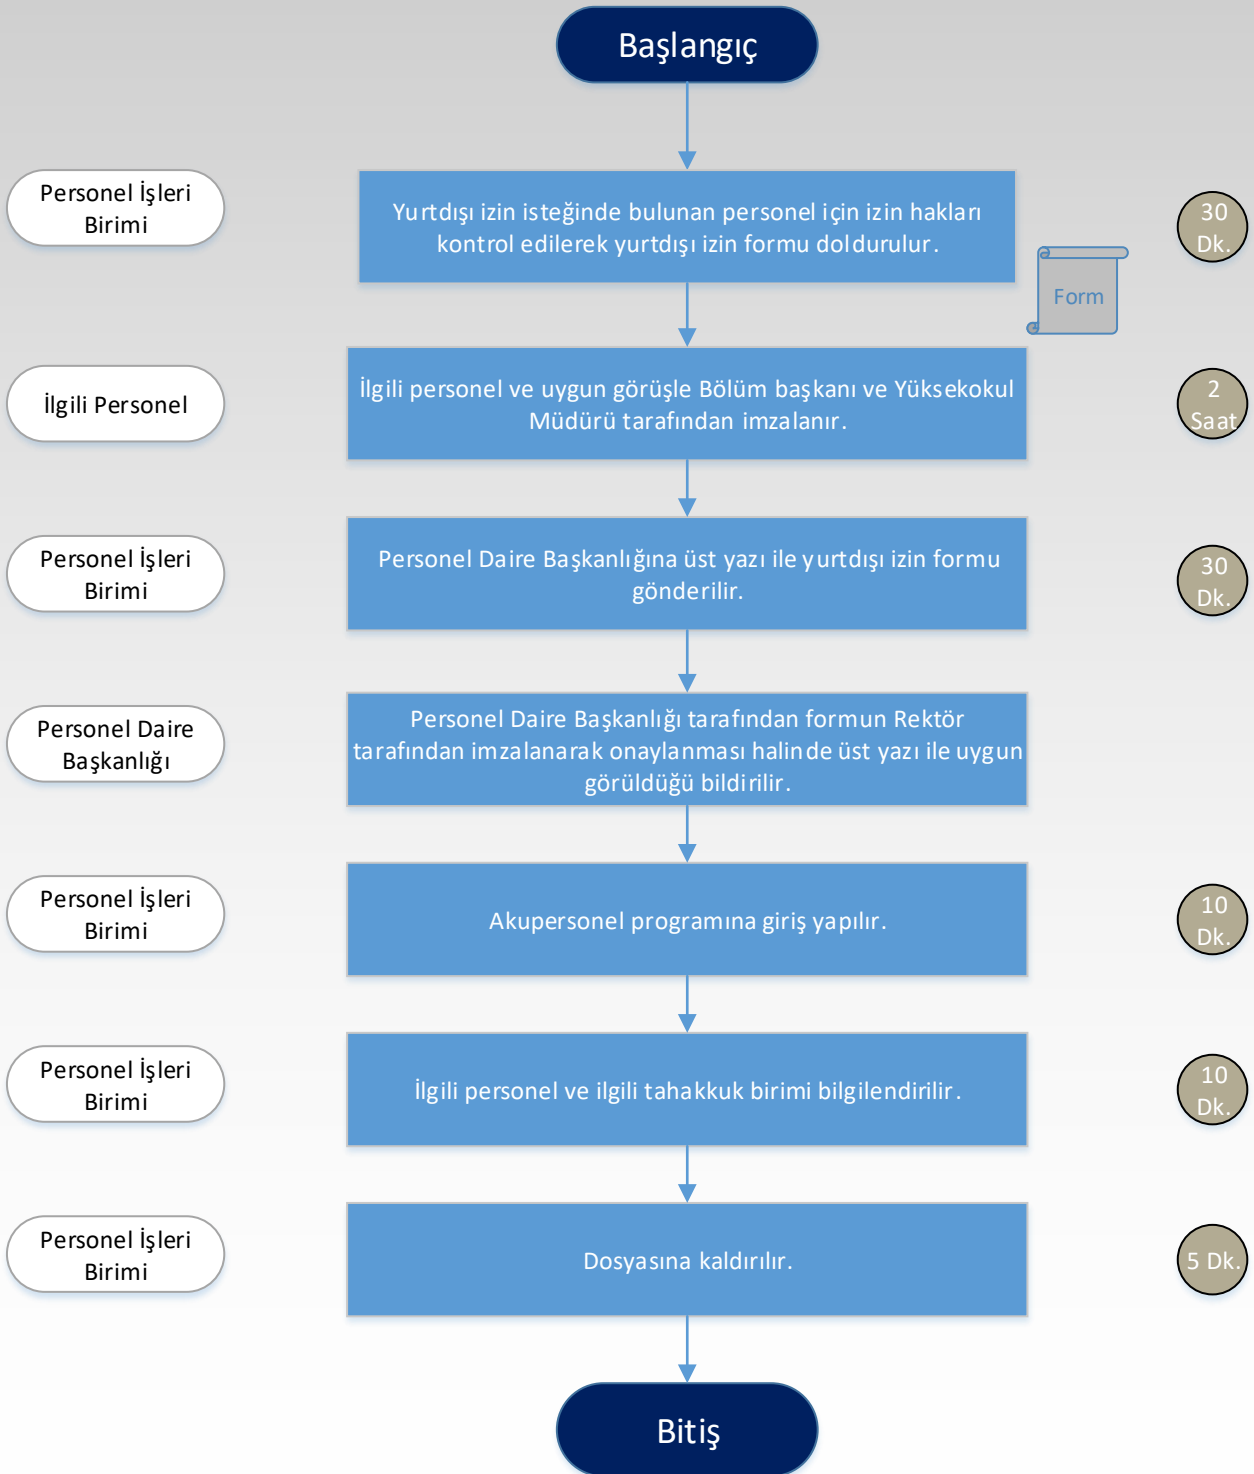 Başlangıç
Personel İşleri
Birimi
Yurtdışı izin isteğinde bulunan personel için izin hakları
kontrol edilerek yurtdışı izin formu doldurulur.
30
Dk.
Form
İlgili Personel
İlgili personel ve uygun görüşle Bölüm başkanı ve Yüksekokul
Müdürü tarafından imzalanır.
2
Saat
Personel İşleri
Birimi
Personel Daire Başkanlığına üst yazı ile yurtdışı izin formu
gönderilir.
30
Dk.
Personel Daire
Başkanlığı
Personel Daire Başkanlığı tarafından formun Rektör
tarafından imzalanarak onaylanması halinde üst yazı ile uygun
görüldüğü bildirilir.
Personel İşleri
Birimi
Akupersonel programına giriş yapılır.
10
Dk.
Personel İşleri
Birimi
İlgili personel ve ilgili tahakkuk birimi bilgilendirilir.
10
Dk.
Personel İşleri
Birimi
Dosyasına kaldırılır.
5 Dk.
Bitiş